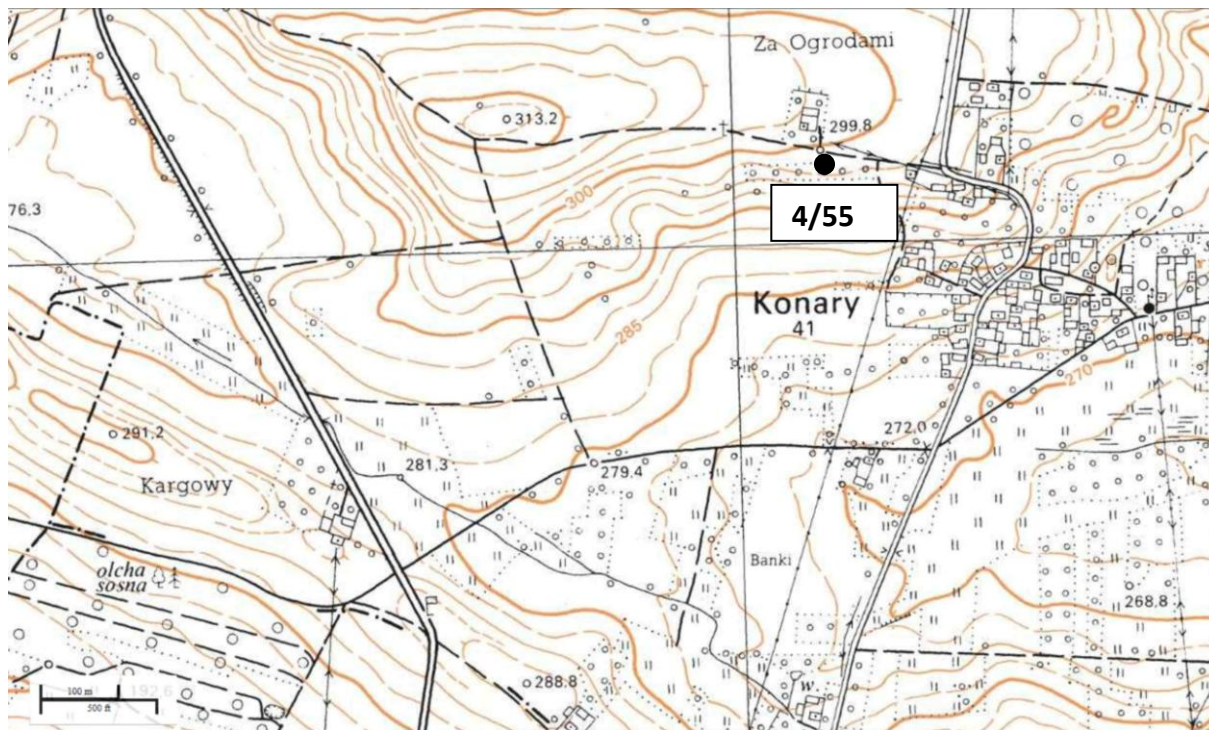 Za Ogrodami
313.2
299.8
300
4/55
76,3
Konary
41
285
270
291.2
272.0
281.3
279.4
Kargowy
Banki
olcha
sosna
268.8
288.8
w
100 m
192,6
500 ft